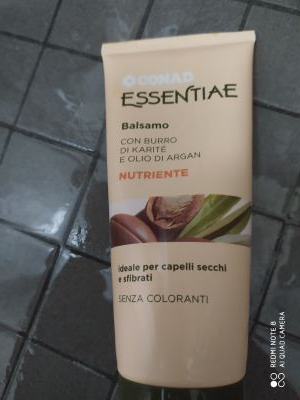 CONAD
ESSENTIAE
Balsamo
CON BURRO
DI KARITÉ
E OLIO DI ARGAN
NUTRIENTE
ideale per capelli secchi
e sfibrati
SENZA COLORANTI
REDMI NOTE 8
AI QUAD CAMERA